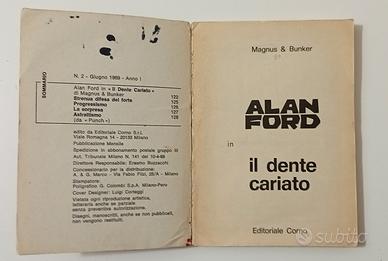 SOMMARIO
N. 2 - Giugno 1969 - Anno I
Alan Ford in « Il Dente Cariato »
di Magnus & Bunker
Strenua difesa del forte 122
Progressismo 125
La sorpresa 126
Astrattismo 127
(da « Punch ») 128
edito da Editoriale Corno S.r.l.
Viale Romagna 14 - 20133 Milano
Pubblicazione Mensile
Spedizione in abbonamento postale gruppo III
Aut. Tribunale Milano N. 141 del 10-4-69
Direttore Responsabile: Erasmo Buzzacchi
Concessionario per la distribuzione:
A. & G. Marco - Via Fabio Filzi, 25/A - Milano
Stampatore:
Poligrafico G. Colombi S.p.A. Milano-Pero
Cover Designer: Luigi Corteggi
Vietata ogni riproduzione artistica,
letteraria anche se parziale
senza preventiva autorizzazione.
Disegni, manoscritti, anche se non pubblicati,
non vengono restituiti.
Magnus & Bunker
ALAN
FORD
in
il dente
cariato
Editoriale Corno
subito